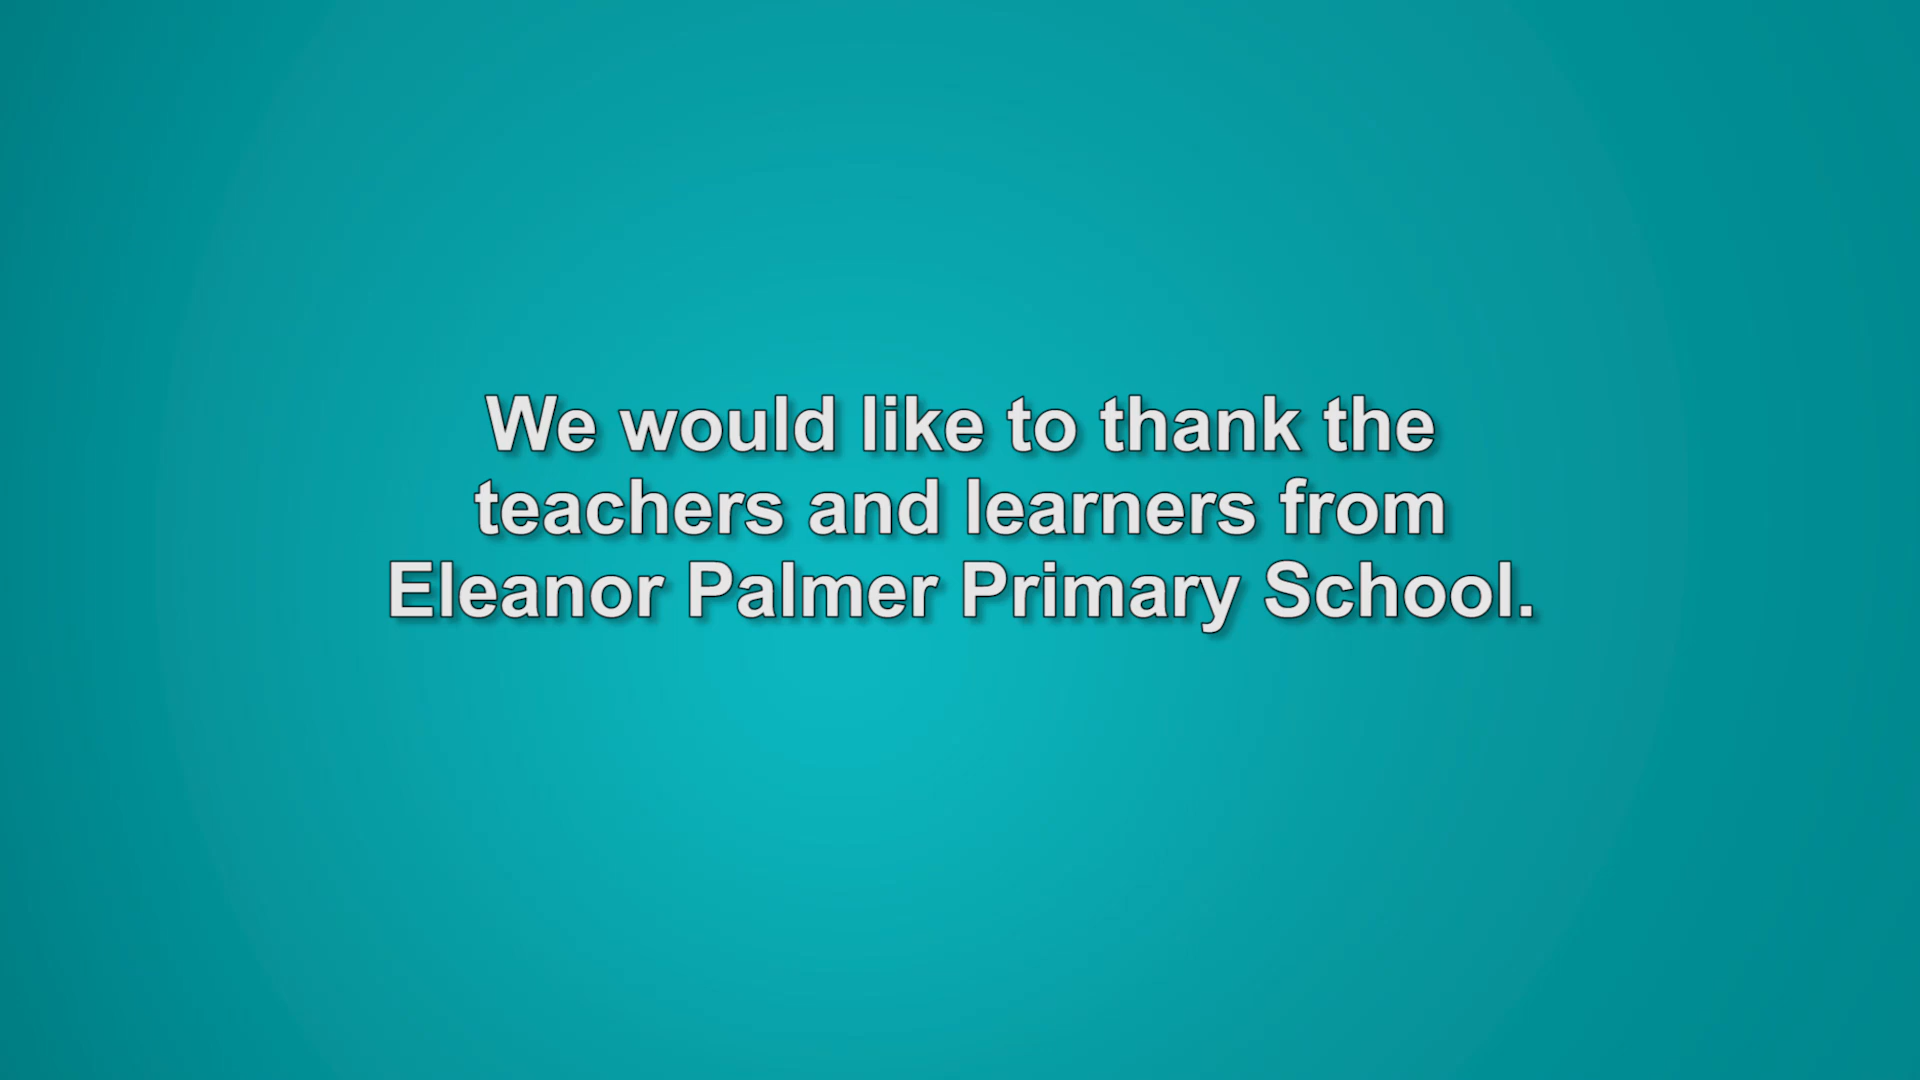 We would like to thank the
teachers and learners from
Eleanor Palmer Primary School.